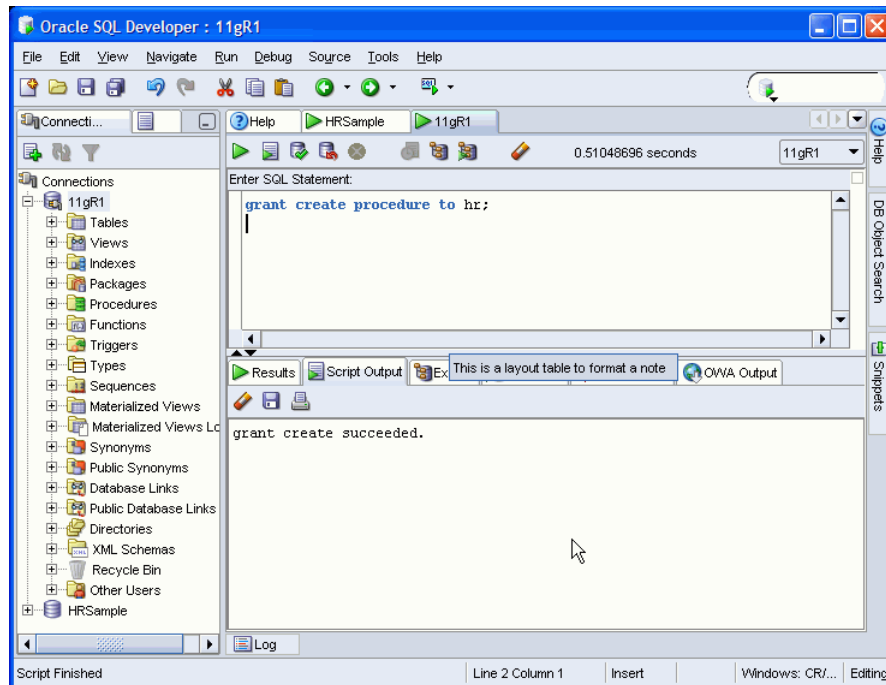 Oracle SQL Developer : 11gR1
File Edit View Navigate Run Debug Source Tools Help
Connecti...
Help HRSample 11gR1
0.51048696 seconds 11gR1
Enter SQL Statement:
grant create procedure to hr;
Connections
11gR1
Tables
Views
Indexes
Packages
Procedures
Functions
Triggers
Types
Sequences
Materialized Views
Materialized Views Lo
Synonyms
Public Synonyms
Database Links
Public Database Links
Directories
XML Schemas
Recycle Bin
Other Users
HRSample
Results Script Output Ex This is a layout table to format a note OWA Output
grant create succeeded.
Help
DB Object Search
Snippets
Log
Script Finished Line 2 Column 1 Insert Windows: CR/... Editing